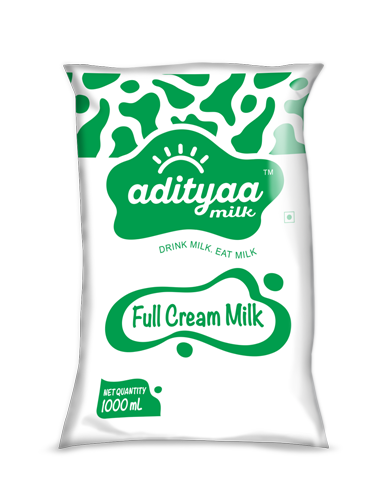 adityaa
TM
milk
DRINK MILK. EAT MILK
Full Cream Milk
NET QUANTITY
1000 mL